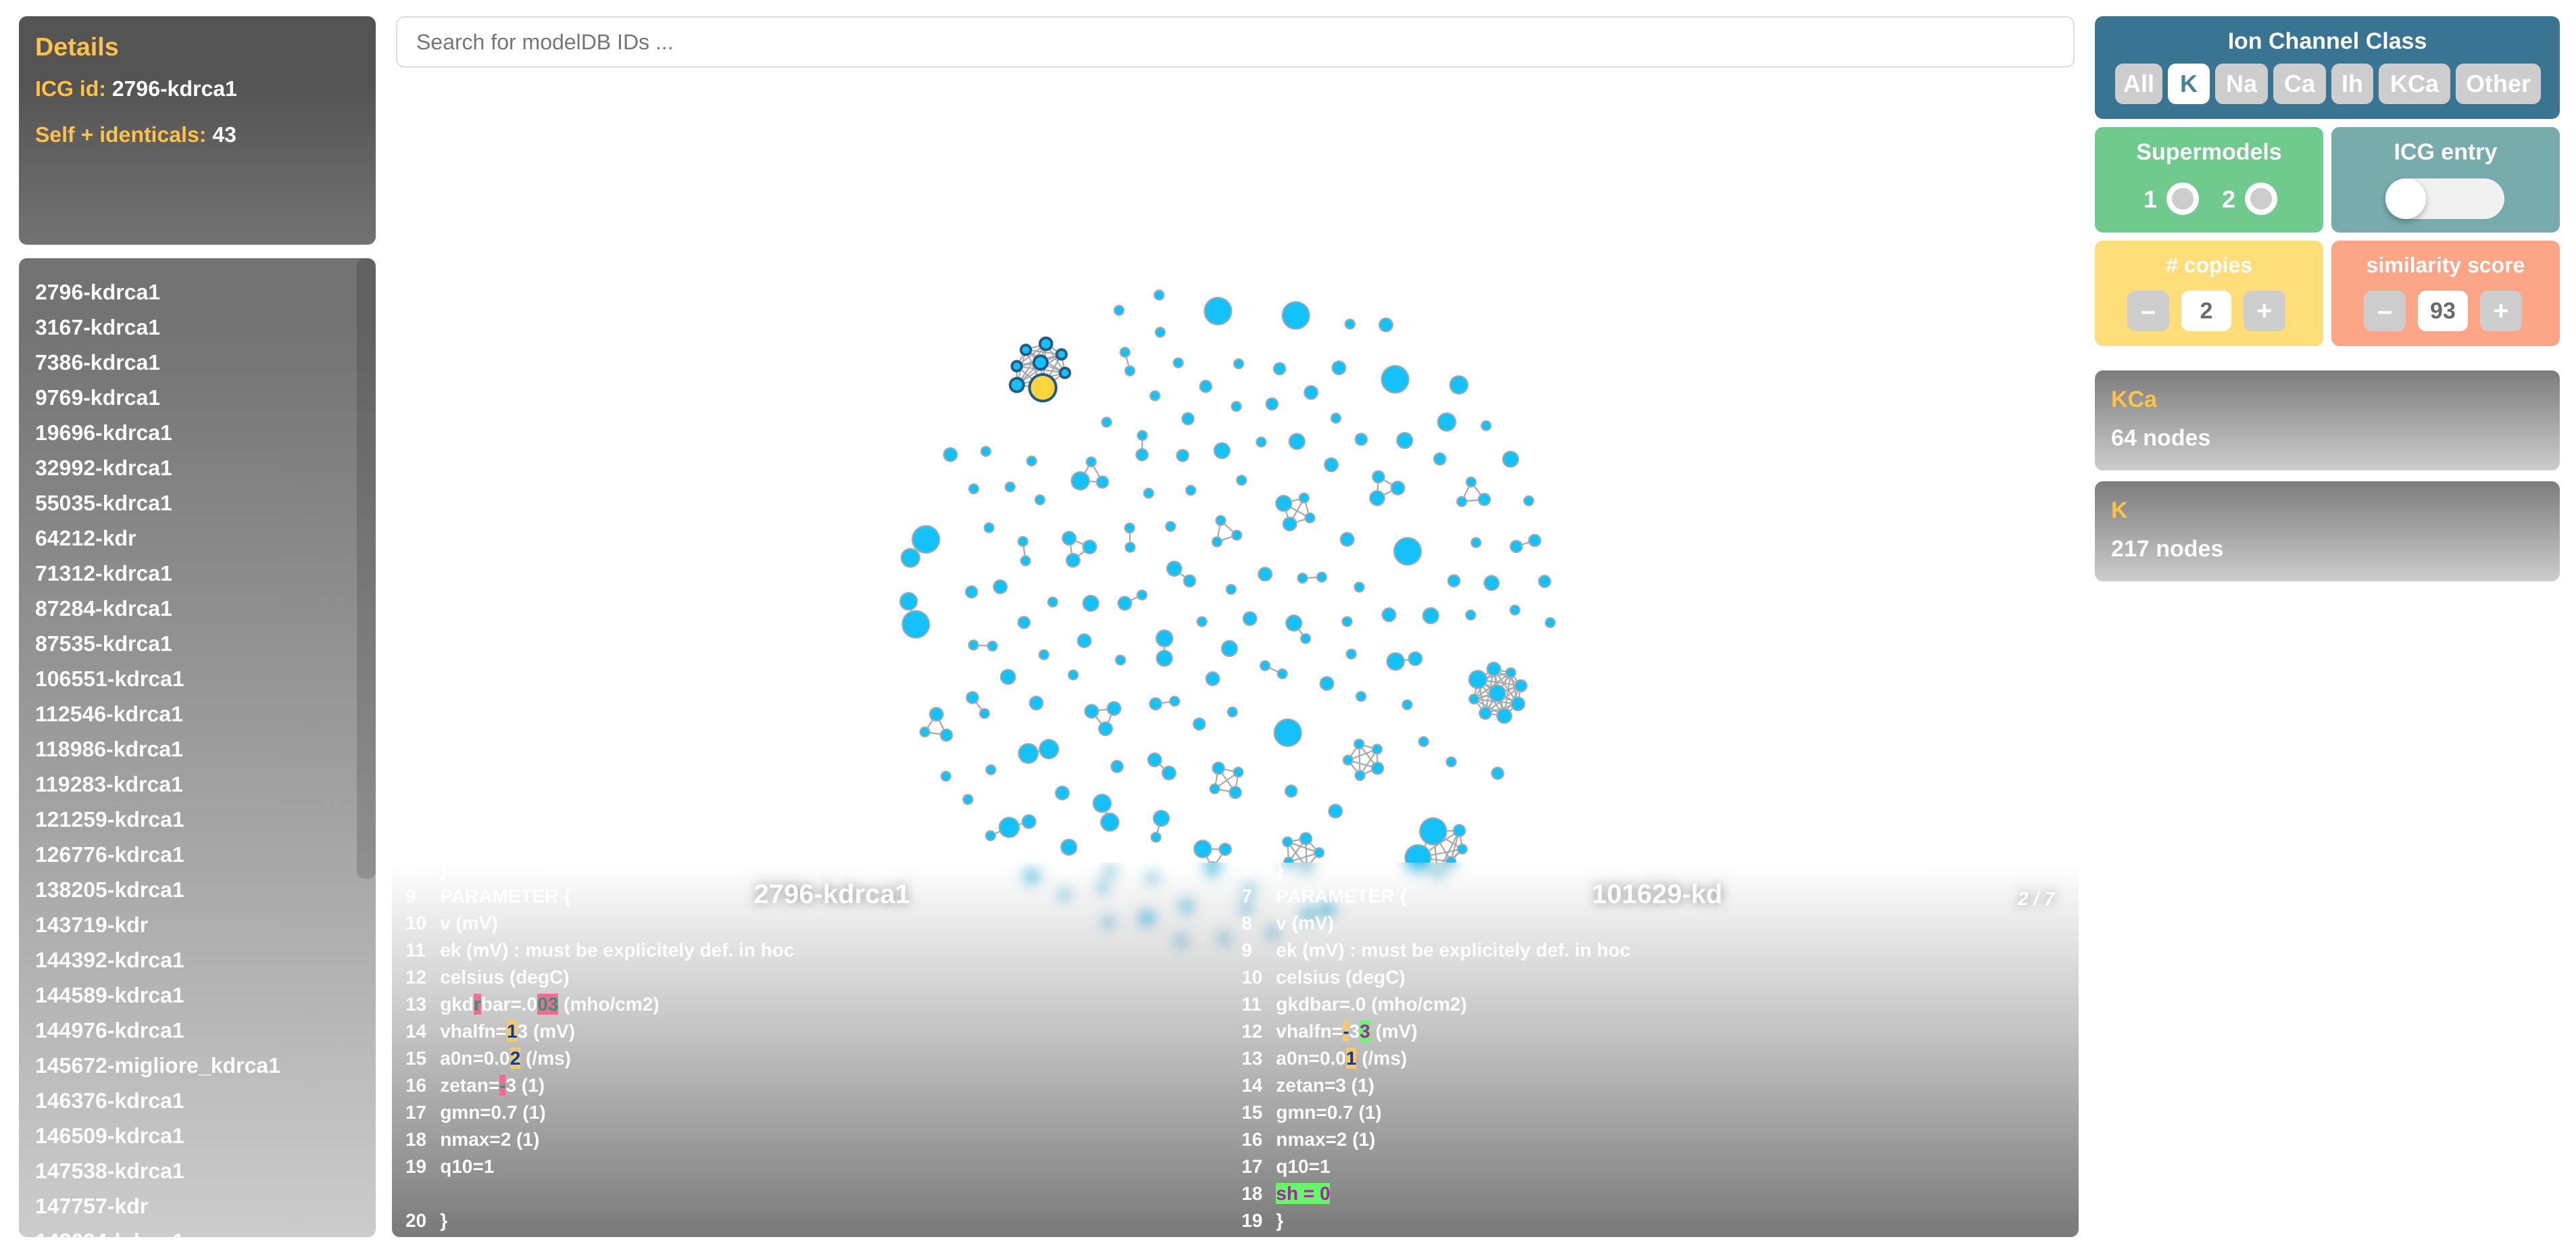 Details
ICG id: 2796-kdrca1
Self + identicals: 43
2796-kdrca1
3167-kdrca1
7386-kdrca1
9769-kdrca1
19696-kdrca1
32992-kdrca1
55035-kdrca1
64212-kdr
71312-kdrca1
87284-kdrca1
87535-kdrca1
106551-kdrca1
112546-kdrca1
118986-kdrca1
119283-kdrca1
121259-kdrca1
126776-kdrca1
138205-kdrca1
143719-kdr
144392-kdrca1
144589-kdrca1
144976-kdrca1
145672-migliore_kdrca1
146376-kdrca1
146509-kdrca1
147538-kdrca1
147757-kdr
Search for modelDB IDs ...
2796-kdrca1
9 PARAMETER {
10 v (mV)
11 ek (mV) : must be explicitely def. in hoc
12 celsius (degC)
13 gkdrbar=.003 (mho/cm2)
14 vhalfn=13 (mV)
15 a0n=0.02 (/ms)
16 zetan=-3 (1)
17 gmn=0.7 (1)
18 nmax=2 (1)
19 q10=1
20 }
101629-kd
2 / 7
7 PARAMETER {
8 v (mV)
9 ek (mV) : must be explicitely def. in hoc
10 celsius (degC)
11 gkdbar=.0 (mho/cm2)
12 vhalfn=-33 (mV)
13 a0n=0.01 (/ms)
14 zetan=3 (1)
15 gmn=0.7 (1)
16 nmax=2 (1)
17 q10=1
18 sh = 0
19 }
Ion Channel Class
All K Na Ca Ih KCa Other
Supermodels
1 2
ICG entry
# copies
– 2 +
similarity score
– 93 +
KCa
64 nodes
K
217 nodes